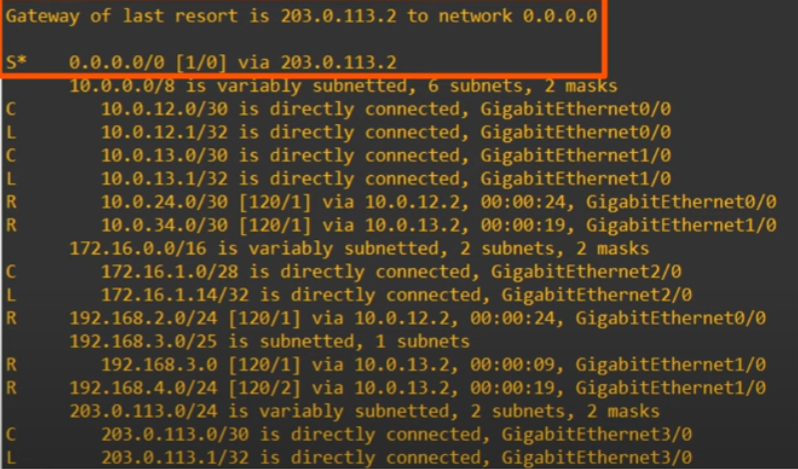 Gateway of last resort is 203.0.113.2 to network 0.0.0.0
S* 0.0.0.0/0 [1/0] via 203.0.113.2
10.0.0.0/8 is variably subnetted, 6 subnets, 2 masks
C 10.0.12.0/30 is directly connected, GigabitEthernet0/0
L 10.0.12.1/32 is directly connected, GigabitEthernet0/0
C 10.0.13.0/30 is directly connected, GigabitEthernet1/0
L 10.0.13.1/32 is directly connected, GigabitEthernet1/0
R 10.0.24.0/30 [120/1] via 10.0.12.2, 00:00:24, GigabitEthernet0/0
R 10.0.34.0/30 [120/1] via 10.0.13.2, 00:00:19, GigabitEthernet1/0
172.16.0.0/16 is variably subnetted, 2 subnets, 2 masks
C 172.16.1.0/28 is directly connected, GigabitEthernet2/0
L 172.16.1.14/32 is directly connected, GigabitEthernet2/0
R 192.168.2.0/24 [120/1] via 10.0.12.2, 00:00:24, GigabitEthernet0/0
192.168.3.0/25 is subnetted, 1 subnets
R 192.168.3.0 [120/1] via 10.0.13.2, 00:00:09, GigabitEthernet1/0
R 192.168.4.0/24 [120/2] via 10.0.13.2, 00:00:19, GigabitEthernet1/0
203.0.113.0/24 is variably subnetted, 2 subnets, 2 masks
C 203.0.113.0/30 is directly connected, GigabitEthernet3/0
L 203.0.113.1/32 is directly connected, GigabitEthernet3/0